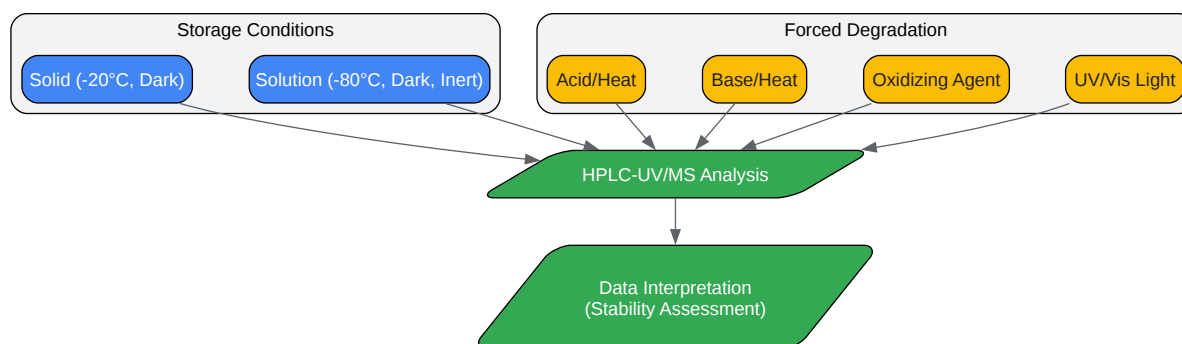 Storage Conditions
Forced Degradation
Solid (-20°C, Dark)
Solution (-80°C, Dark, Inert)
Acid/Heat
Base/Heat
Oxidizing Agent
UV/Vis Light
HPLC-UV/MS Analysis
Data Interpretation
(Stability Assessment)